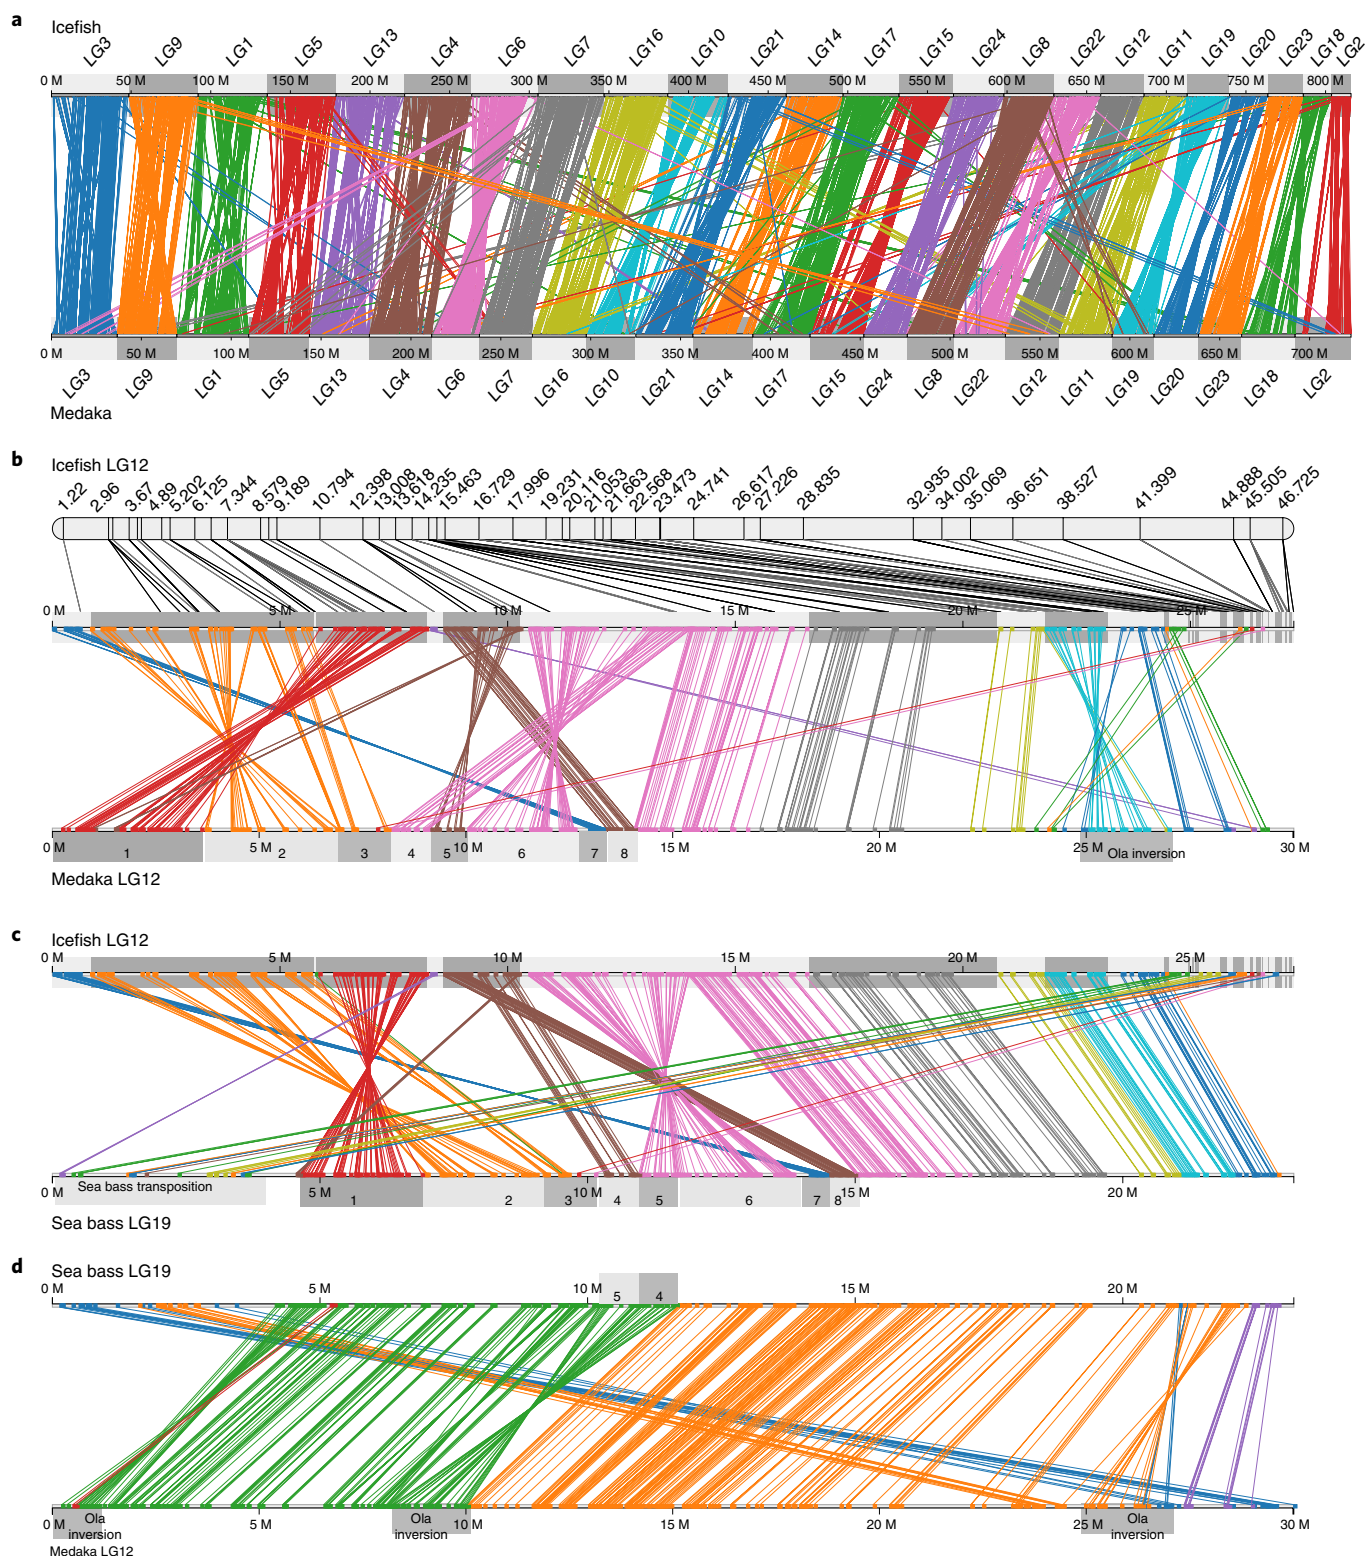 a
Icefish
LG3 LG9 LG1 LG5 LG13 LG4 LG6 LG7 LG16 LG10 LG21 LG14 LG17 LG15 LG24 LG8 LG22 LG12 LG11 LG19 LG20 LG23 LG18 LG2
0 M 50 M 100 M 150 M 200 M 250 M 300 M 350 M 400 M 450 M 500 M 550 M 600 M 650 M 700 M 750 M 800 M
0 M 50 M 100 M 150 M 200 M 250 M 300 M 350 M 400 M 450 M 500 M 550 M 600 M 650 M 700 M
LG3 LG9 LG1 LG5 LG13 LG4 LG6 LG7 LG16 LG10 LG21 LG14 LG17 LG15 LG24 LG8 LG22 LG12 LG11 LG19 LG20 LG23 LG18 LG2
Medaka
b
Icefish LG12
1.22 2.96 3.67 4.89 5.202 6.125 7.344 8.579 9.189 10.794 12.398 13.008 13.618 14.235 15.463 16.729 17.996 19.231 20.116 21.053 21.663 22.568 23.473 24.741 26.617 27.226 28.835 32.935 34.002 35.069 36.651 38.527 41.399 44.888 45.505 46.725
0 M 5 M 10 M 15 M 20 M 25 M
0 M 5 M 10 M 15 M 20 M 25 M 30 M
1 2 3 4 5 6 7 8 Ola inversion
Medaka LG12
c
Icefish LG12
0 M 5 M 10 M 15 M 20 M 25 M
0 M 5 M 10 M 15 M 20 M
Sea bass transposition 1 2 3 4 5 6 7 8
Sea bass LG19
d
Sea bass LG19
0 M 5 M 10 M 15 M 20 M
5 4
0 M 5 M 10 M 15 M 20 M 25 M 30 M
Ola inversion Ola inversion Ola inversion
Medaka LG12